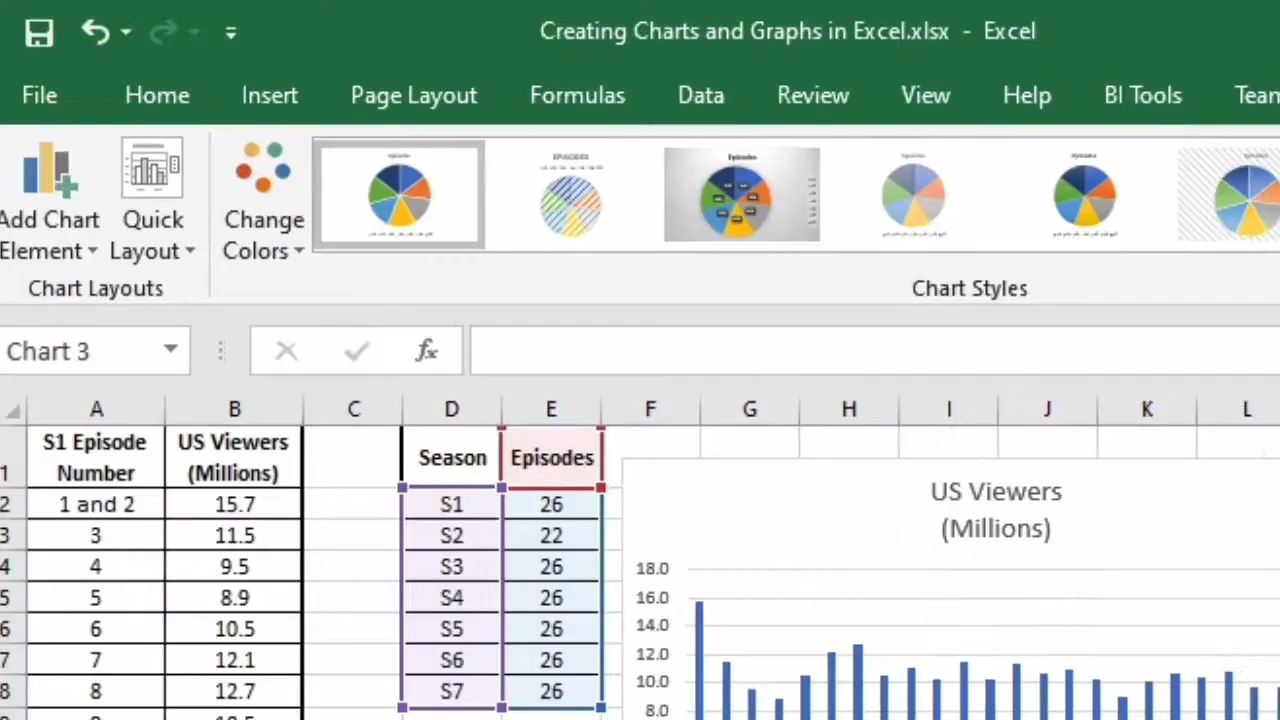 Creating Charts and Graphs in Excel.xlsx - Excel
File Home Insert Page Layout Formulas Data Review View Help BI Tools Team
Add Chart Element
Quick Layout
Change Colors
EPISODES
Episodes
Chart Layouts
Chart Styles
Chart 3
fx
A B C D E F G H I J K L
1 S1 Episode Number US Viewers (Millions) Season Episodes
2 1 and 2 15.7 S1 26
3 3 11.5 S2 22
4 4 9.5 S3 26
5 5 8.9 S4 26
6 6 10.5 S5 26
7 7 12.1 S6 26
8 8 12.7 S7 26
US Viewers
(Millions)
18.0
16.0
14.0
12.0
10.0
8.0